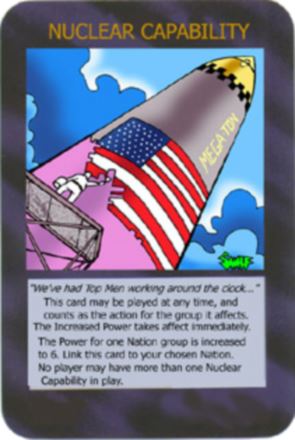 NUCLEAR CAPABILITY
MEGA TON
"We've had Top Men working around the clock..."
This card may be played at any time, and
counts as the action for the group it affects.
The Increased Power takes affect immediately.
The Power for one Nation group is increased
to 6. Link this card to your chosen Nation.
No player may have more than one Nuclear
Capability in play.